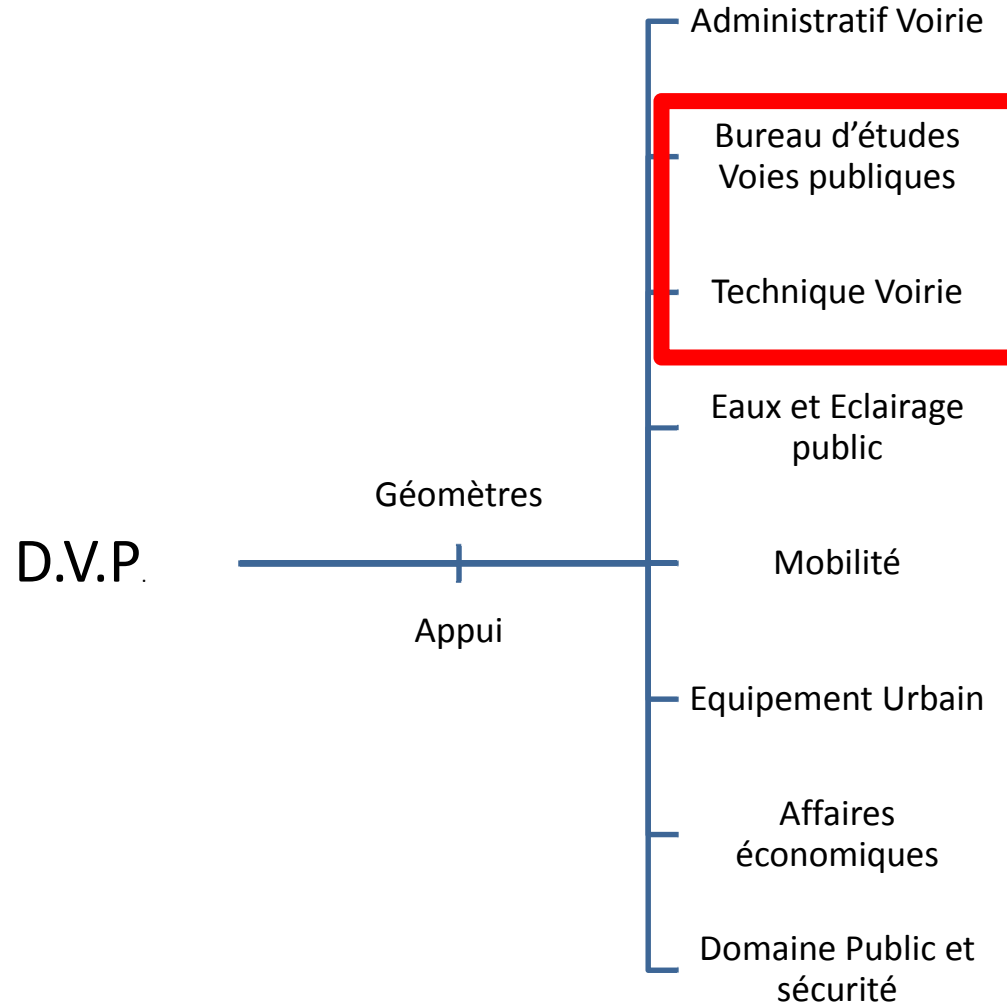 Administratif Voirie
Bureau d’études
Voies publiques
Technique Voirie
Eaux et Eclairage
public
Géomètres
D.V.P.
Mobilité
Appui
Equipement Urbain
Affaires
économiques
Domaine Public et
sécurité